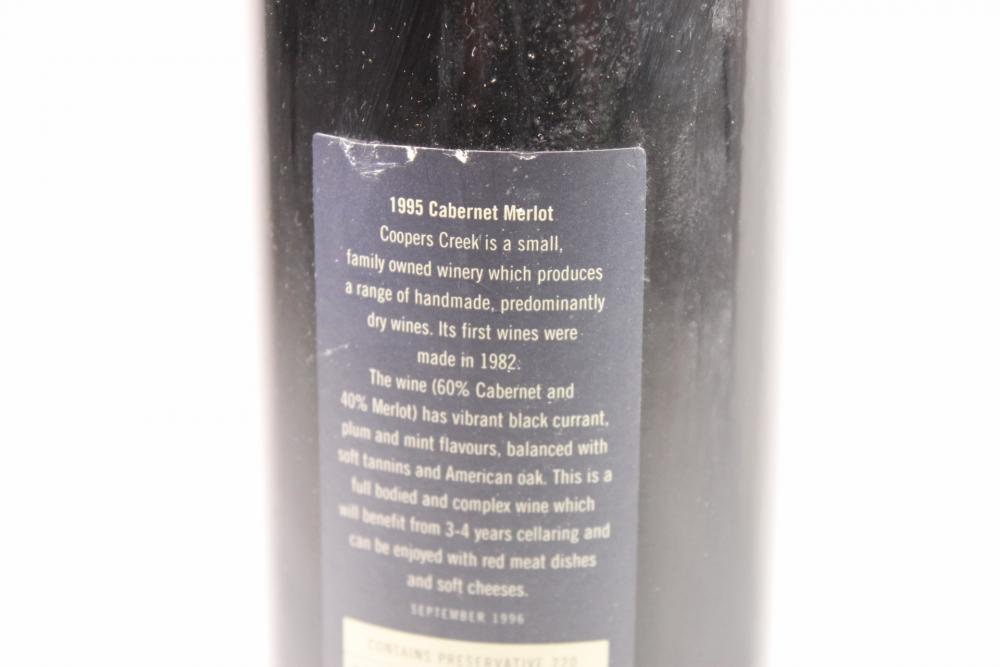 1995 Cabernet Merlot
Coopers Creek is a small,
family owned winery which produces
a range of handmade, predominantly
dry wines. Its first wines were
made in 1982.
The wine (60% Cabernet and
40% Merlot) has vibrant black currant,
plum and mint flavours, balanced with
soft tannins and American oak. This is a
full bodied and complex wine which
will benefit from 3-4 years cellaring and
can be enjoyed with red meat dishes
and soft cheeses.
SEPTEMBER 1996
CONTAINS PRESERVATIVE 220